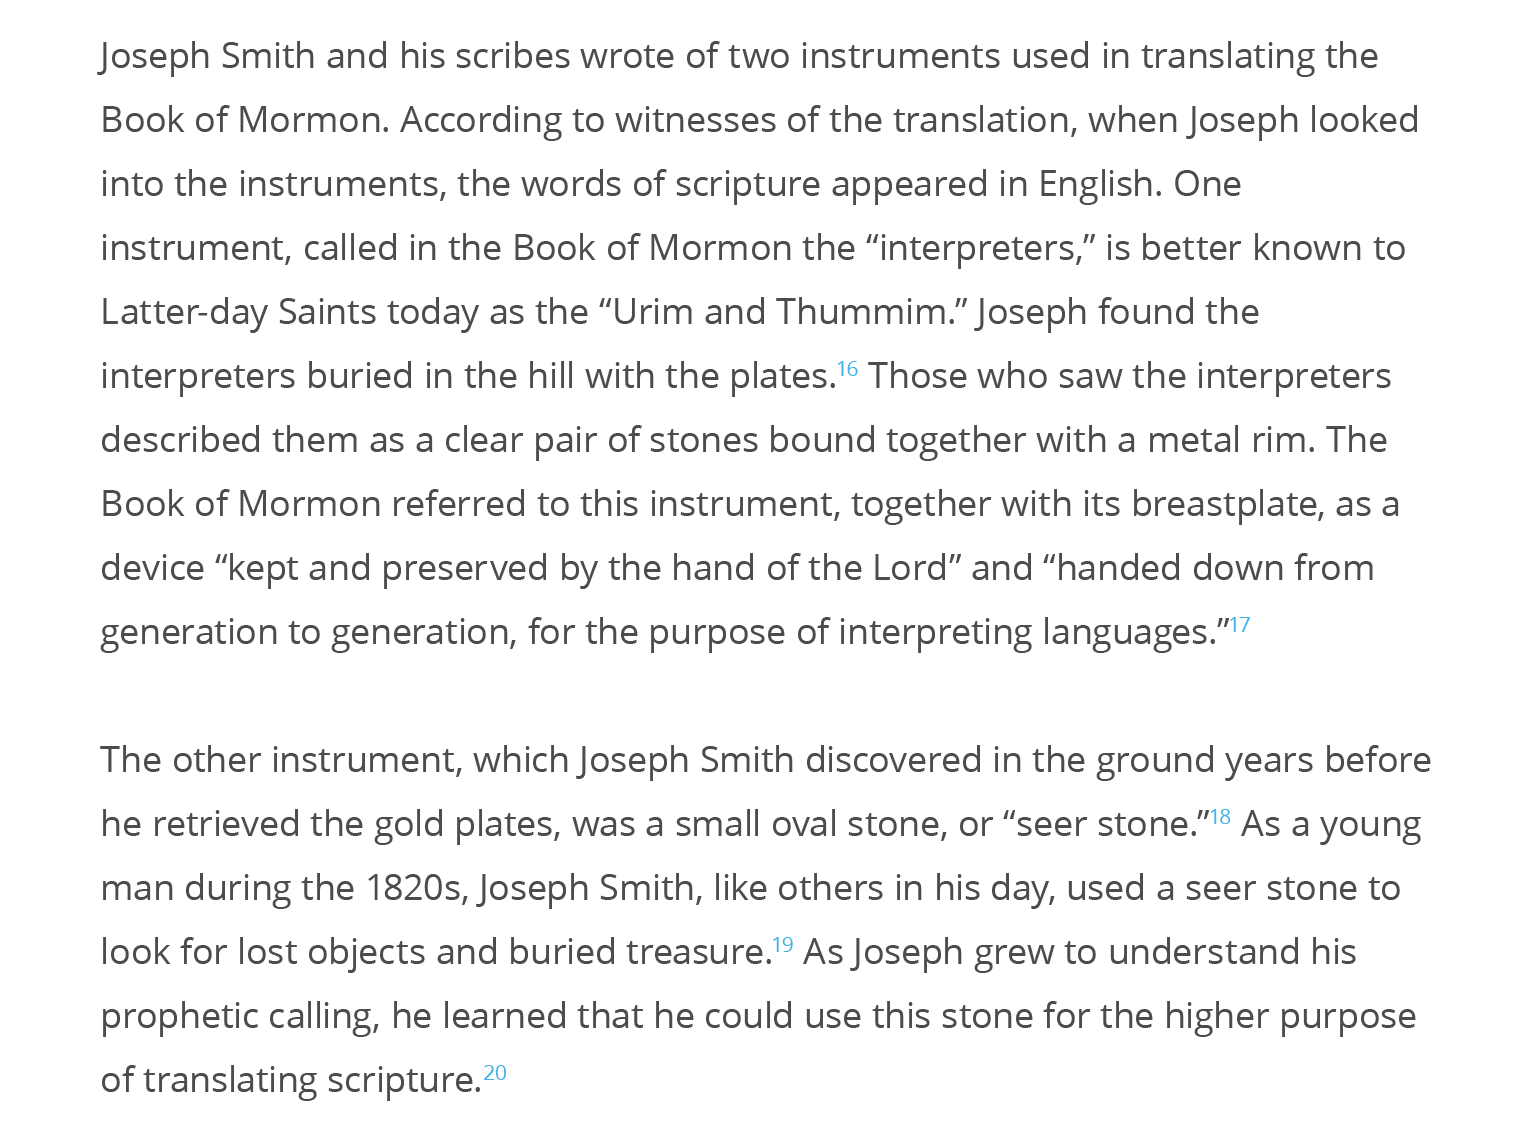 Joseph Smith and his scribes wrote of two instruments used in translating the
Book of Mormon. According to witnesses of the translation, when Joseph looked
into the instruments, the words of scripture appeared in English. One
instrument, called in the Book of Mormon the “interpreters,” is better known to
Latter-day Saints today as the “Urim and Thummim.” Joseph found the
interpreters buried in the hill with the plates.16 Those who saw the interpreters
described them as a clear pair of stones bound together with a metal rim. The
Book of Mormon referred to this instrument, together with its breastplate, as a
device “kept and preserved by the hand of the Lord” and “handed down from
generation to generation, for the purpose of interpreting languages.”17
The other instrument, which Joseph Smith discovered in the ground years before
he retrieved the gold plates, was a small oval stone, or “seer stone.”18 As a young
man during the 1820s, Joseph Smith, like others in his day, used a seer stone to
look for lost objects and buried treasure.19 As Joseph grew to understand his
prophetic calling, he learned that he could use this stone for the higher purpose
of translating scripture.20